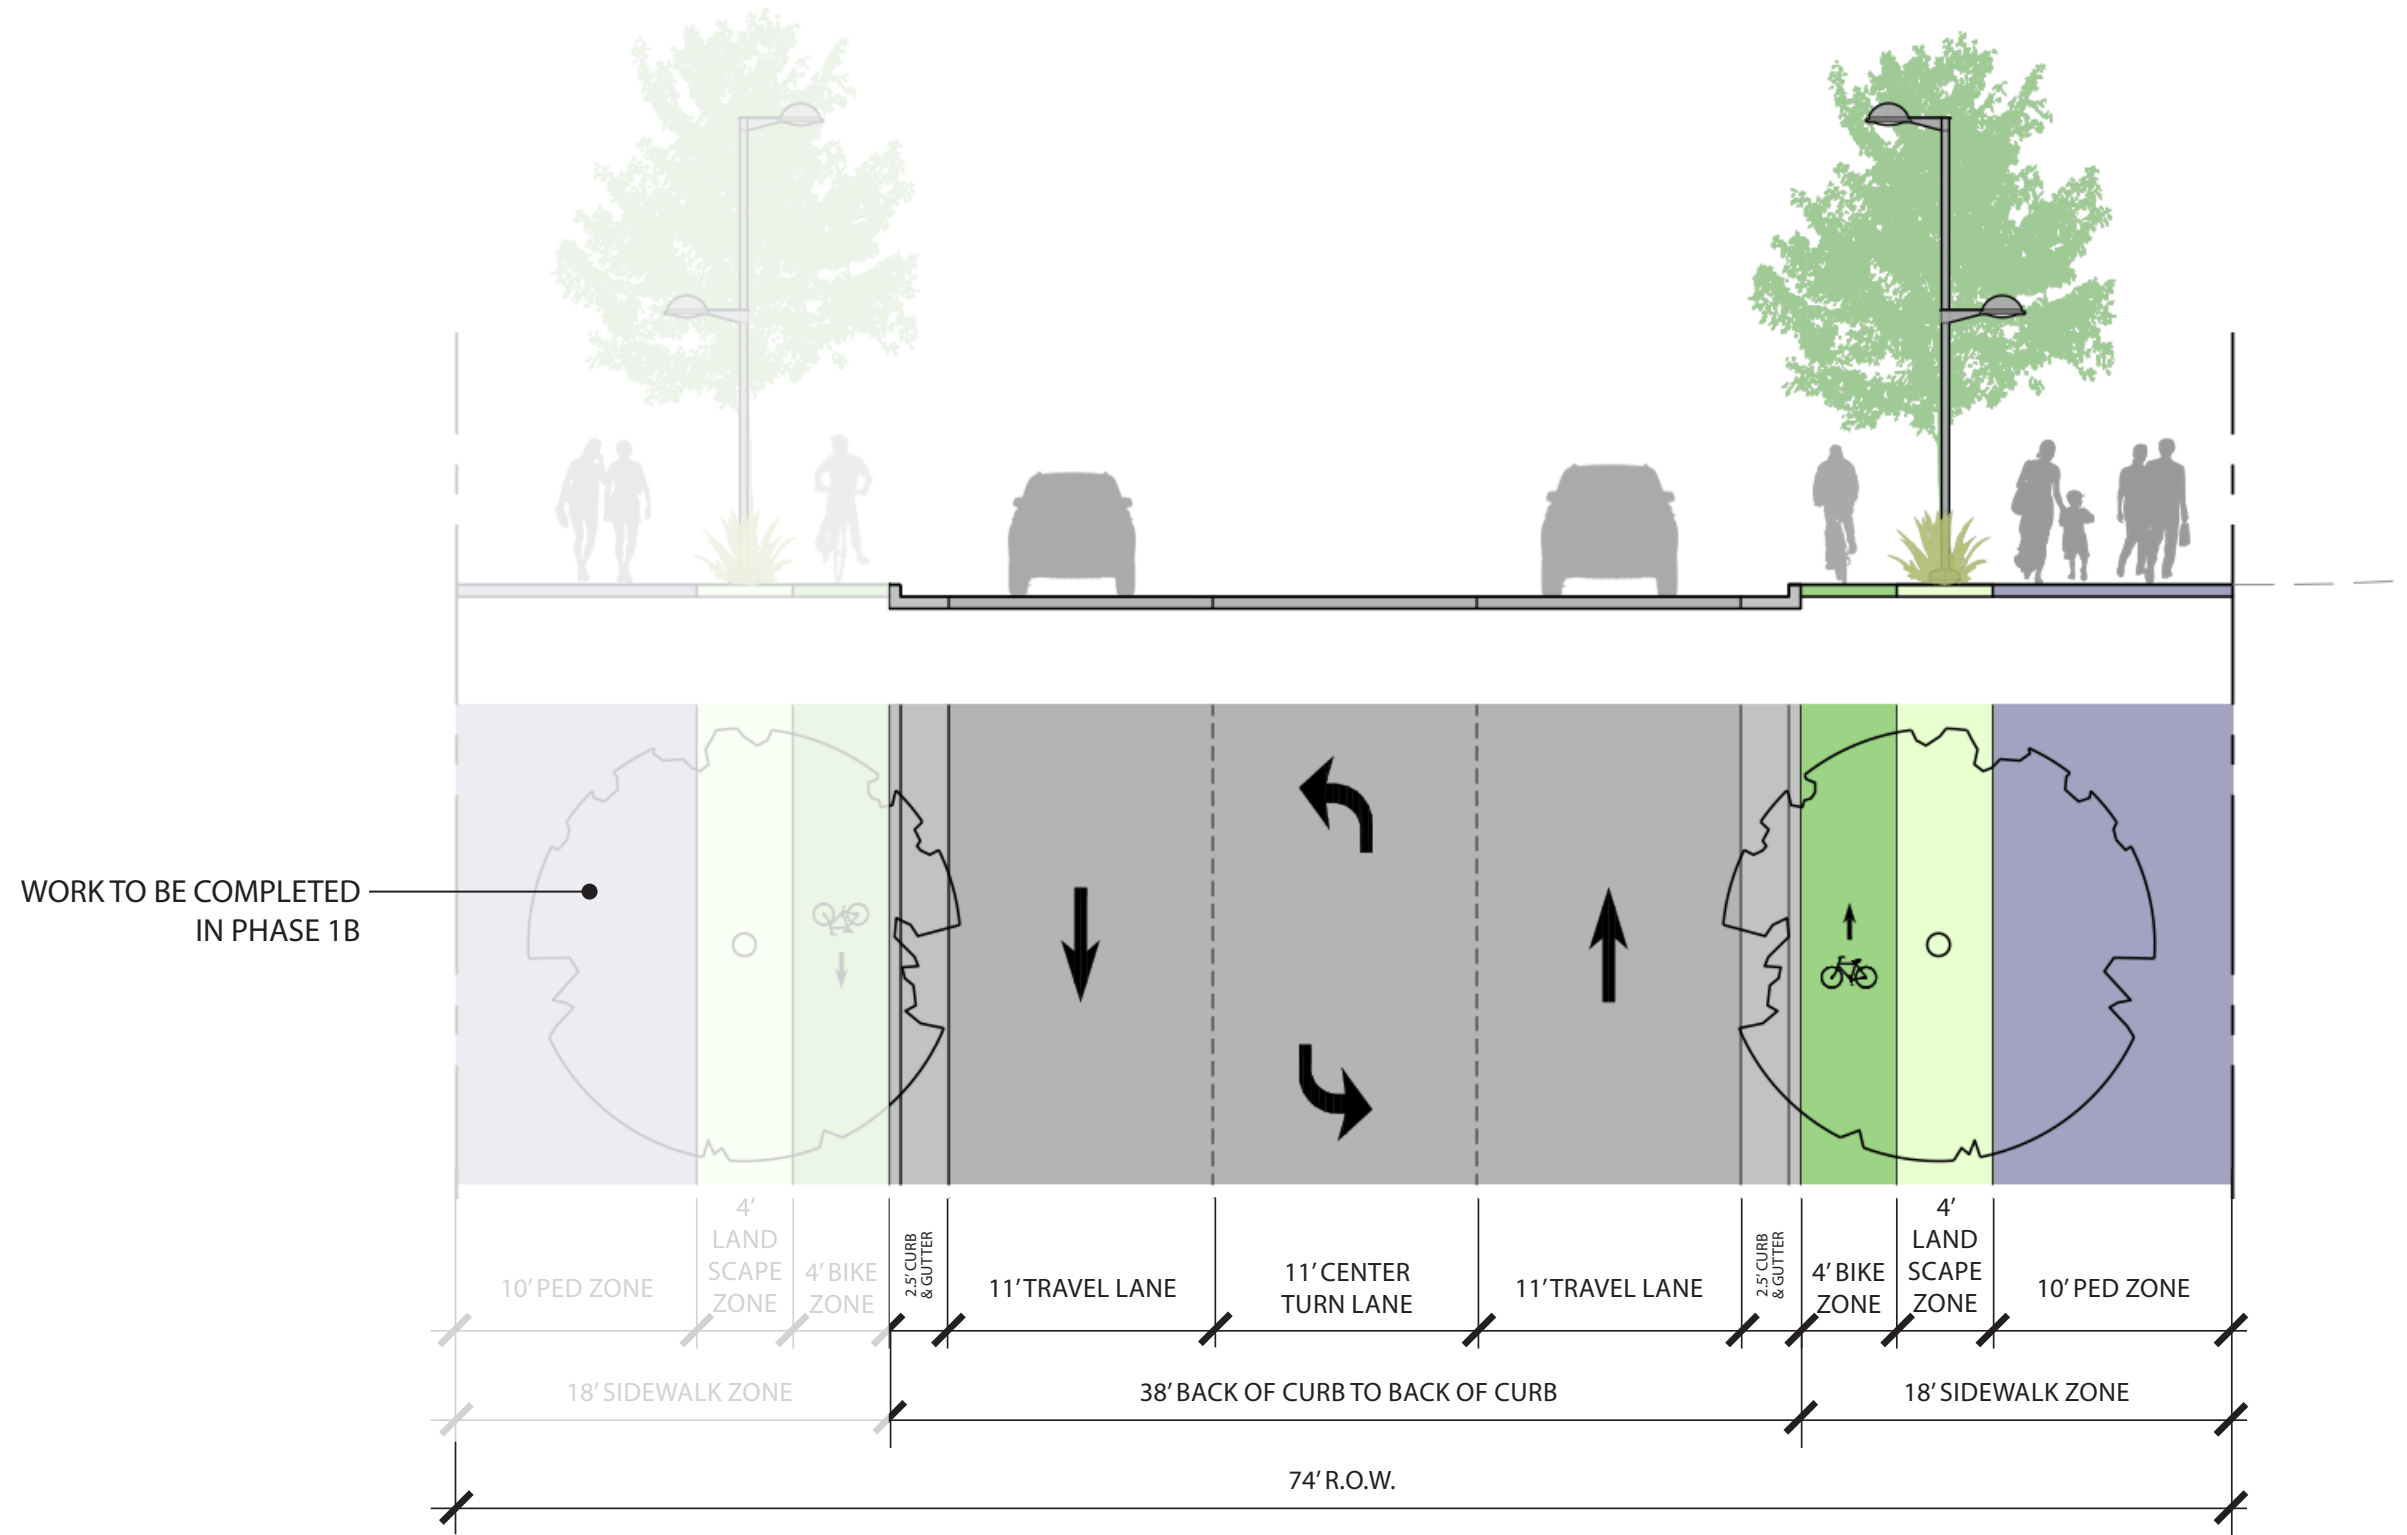 WORK TO BE COMPLETED
IN PHASE 1B
10' PED ZONE
4'
LAND
SCAPE
ZONE
4' BIKE
ZONE
2.5' CURB
& GUTTER
11' TRAVEL LANE
11' CENTER
TURN LANE
11' TRAVEL LANE
2.5' CURB
& GUTTER
4' BIKE
ZONE
4'
LAND
SCAPE
ZONE
10' PED ZONE
18' SIDEWALK ZONE
38' BACK OF CURB TO BACK OF CURB
18' SIDEWALK ZONE
74' R.O.W.